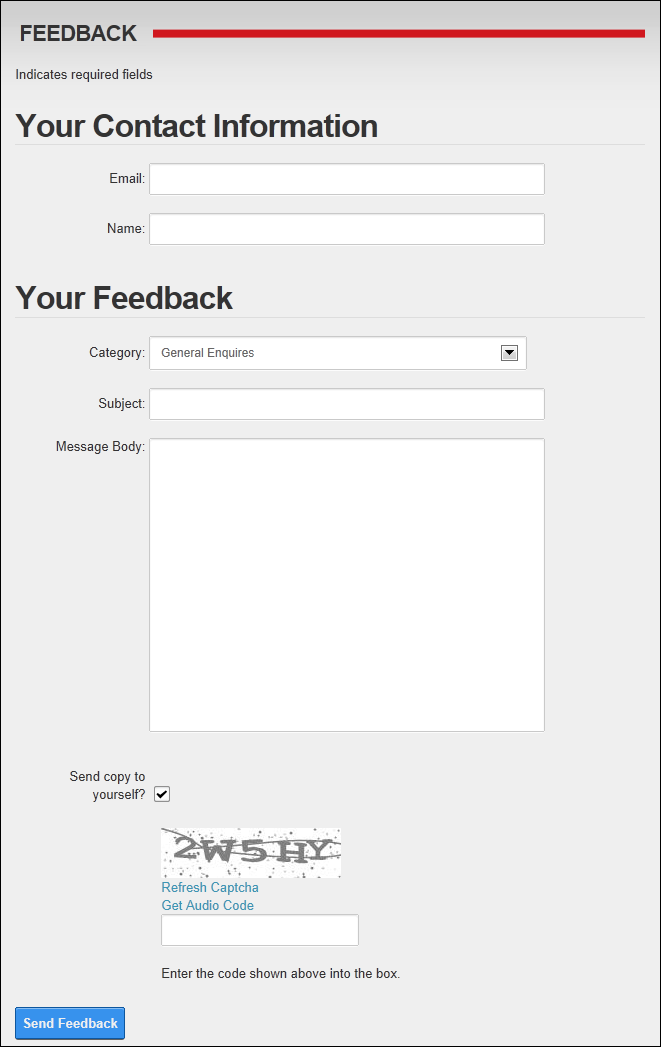 FEEDBACK
Indicates required fields
Your Contact Information
Email:
Name:
Your Feedback
Category: General Enquires
Subject:
Message Body:
Send copy to
yourself?
2W5HY
Refresh Captcha
Get Audio Code
Enter the code shown above into the box.
Send Feedback